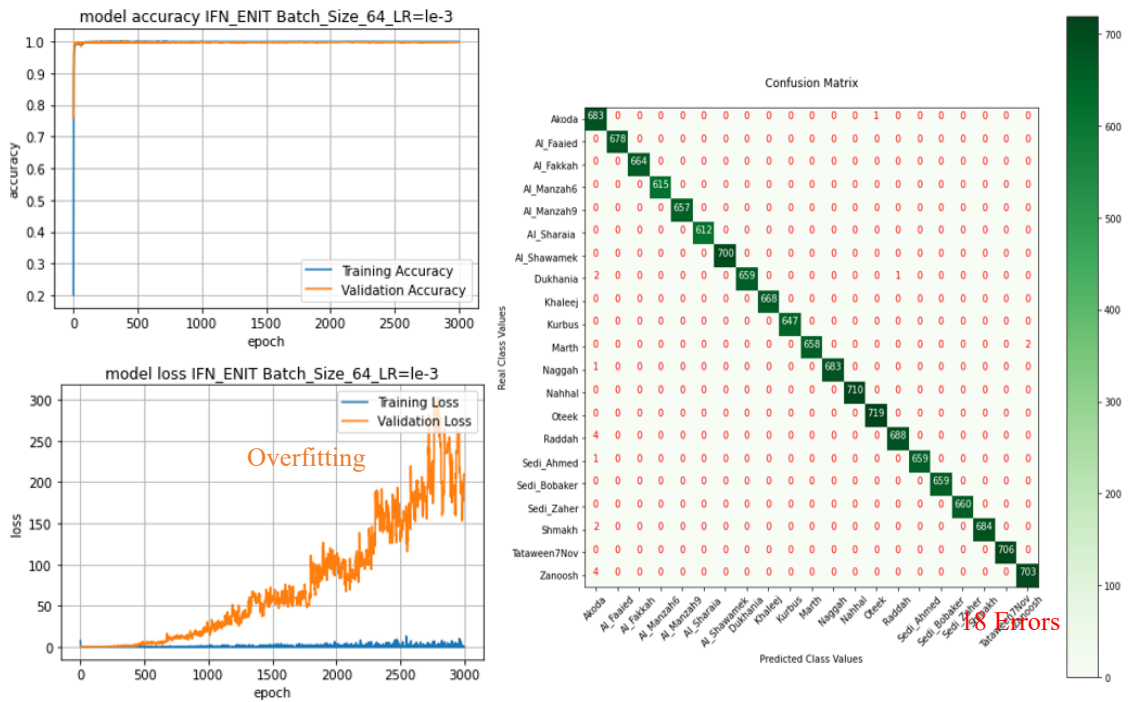 model accuracy IFN_ENIT Batch_Size_64_LR=le-3
1.0
0.9
0.8
0.7
0.6
0.5
0.4
0.3
0.2
accuracy
Training Accuracy
Validation Accuracy
0 500 1000 1500 2000 2500 3000
epoch
model loss IFN_ENIT Batch_Size_64_LR=le-3
300
250
200
150
100
50
0
loss
Training Loss
Validation Loss
Overfitting
0 500 1000 1500 2000 2500 3000
epoch
Confusion Matrix
Real Class Values
Akoda 683 0 0 0 0 0 0 0 0 0 0 0 0 1 0 0 0 0 0 0 0
Al_Faaied 0 678 0 0 0 0 0 0 0 0 0 0 0 0 0 0 0 0 0 0 0
Al_Fakkah 0 0 664 0 0 0 0 0 0 0 0 0 0 0 0 0 0 0 0 0 0
Al_Manzah6 0 0 0 615 0 0 0 0 0 0 0 0 0 0 0 0 0 0 0 0 0
Al_Manzah9 0 0 0 0 657 0 0 0 0 0 0 0 0 0 0 0 0 0 0 0 0
Al_Sharaia 0 0 0 0 0 612 0 0 0 0 0 0 0 0 0 0 0 0 0 0 0
Al_Shawamek 0 0 0 0 0 0 700 0 0 0 0 0 0 0 0 0 0 0 0 0 0
Dukhania 2 0 0 0 0 0 0 659 0 0 0 0 0 0 1 0 0 0 0 0 0
Khaleej 0 0 0 0 0 0 0 0 668 0 0 0 0 0 0 0 0 0 0 0 0
Kurbus 0 0 0 0 0 0 0 0 0 647 0 0 0 0 0 0 0 0 0 0 0
Marth 0 0 0 0 0 0 0 0 0 0 658 0 0 0 0 0 0 0 0 0 2
Naggah 1 0 0 0 0 0 0 0 0 0 0 683 0 0 0 0 0 0 0 0 0
Nahhal 0 0 0 0 0 0 0 0 0 0 0 0 710 0 0 0 0 0 0 0 0
Oteek 0 0 0 0 0 0 0 0 0 0 0 0 0 719 0 0 0 0 0 0 0
Raddah 4 0 0 0 0 0 0 0 0 0 0 0 0 0 688 0 0 0 0 0 0
Sedi_Ahmed 1 0 0 0 0 0 0 0 0 0 0 0 0 0 0 659 0 0 0 0 0
Sedi_Bobaker 0 0 0 0 0 0 0 0 0 0 0 0 0 0 0 0 659 0 0 0 0
Sedi_Zaher 0 0 0 0 0 0 0 0 0 0 0 0 0 0 0 0 0 660 0 0 0
Shmakh 2 0 0 0 0 0 0 0 0 0 0 0 0 0 0 0 0 0 684 0 0
Tataween7Nov 0 0 0 0 0 0 0 0 0 0 0 0 0 0 0 0 0 0 0 706 0
Zanoosh 4 0 0 0 0 0 0 0 0 0 0 0 0 0 0 0 0 0 0 0 703
Akoda
Al_Faaied
Al_Fakkah
Al_Manzah6
Al_Manzah9
Al_Sharaia
Al_Shawamek
Dukhania
Khaleej
Kurbus
Marth
Naggah
Nahhal
Oteek
Raddah
Sedi_Ahmed
Sedi_Bobaker
Sedi_Zaher
Shmakh
Tataween7Nov
Zanoosh
18 Errors
Predicted Class Values
700
600
500
400
300
200
100
0